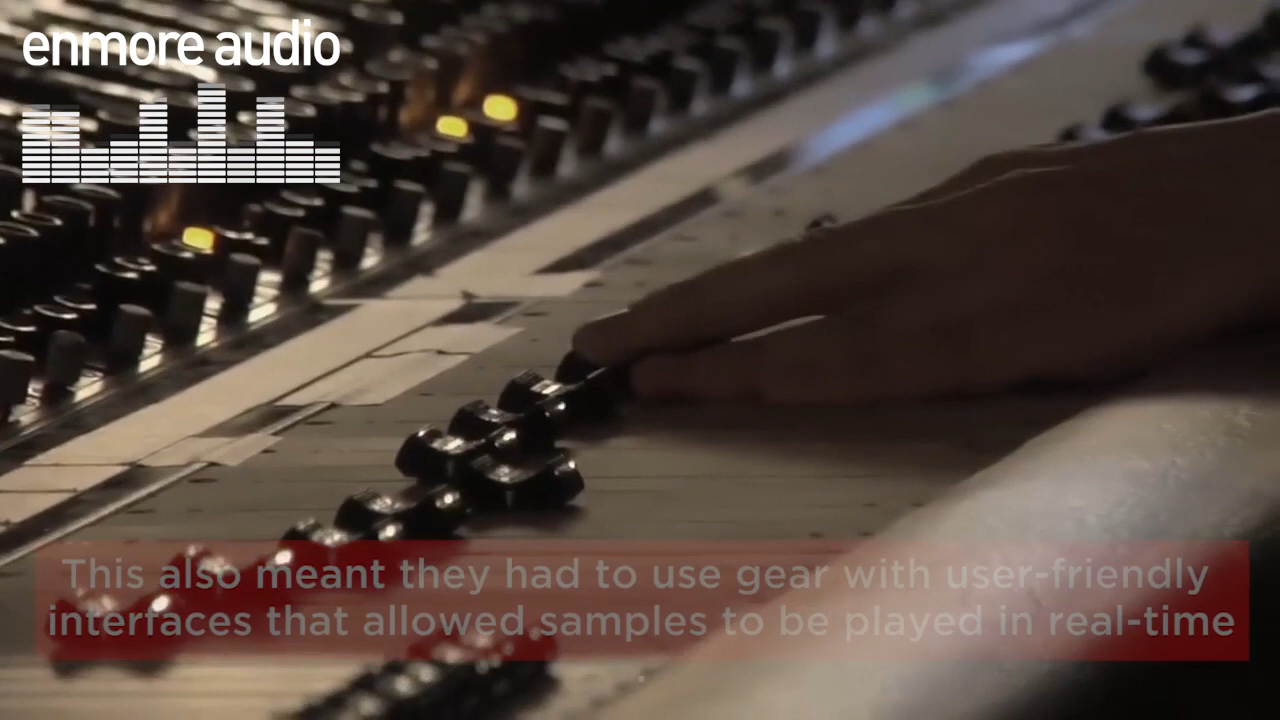 enmore audio
This also meant they had to use gear with user-friendly
interfaces that allowed samples to be played in real-time